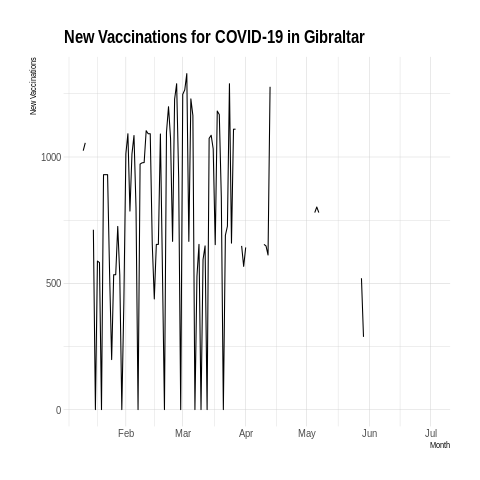 New Vaccinations for COVID-19 in Gibraltar
New Vaccinations
1000
500
0
Feb Mar Apr May Jun Jul
Month